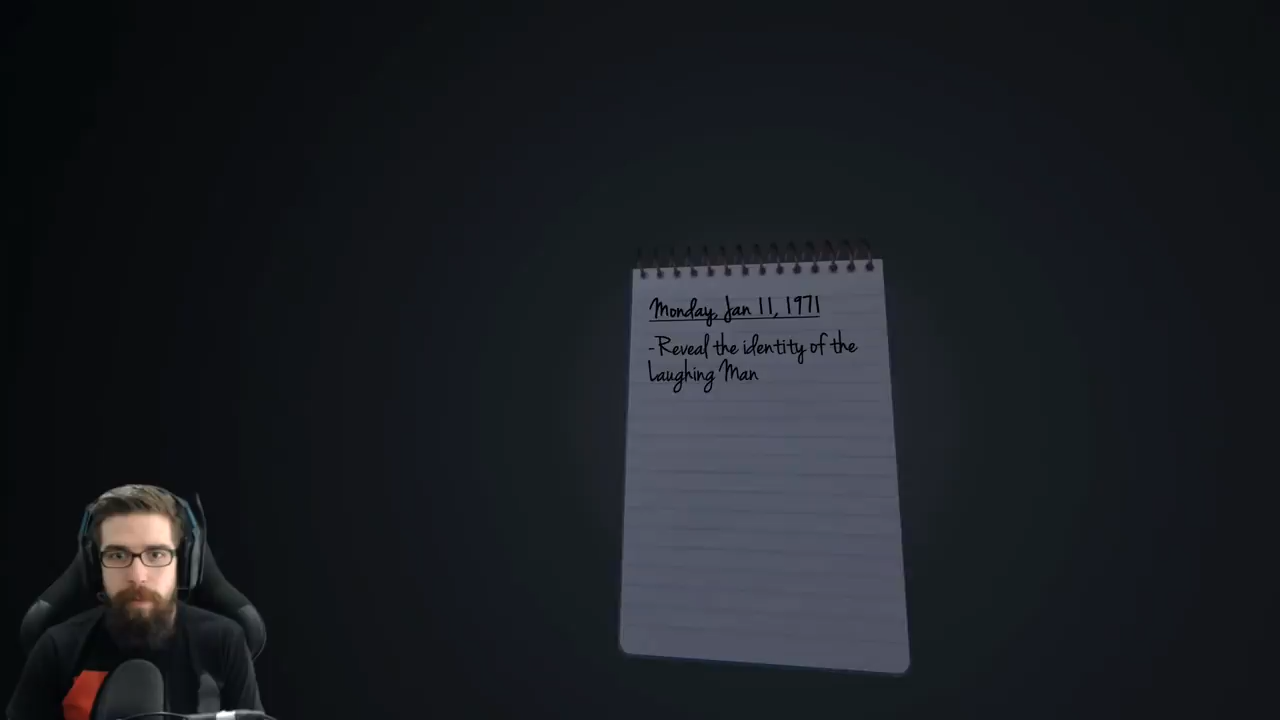 Monday, Jan 11, 1971
-Reveal the identity of the
Laughing Man